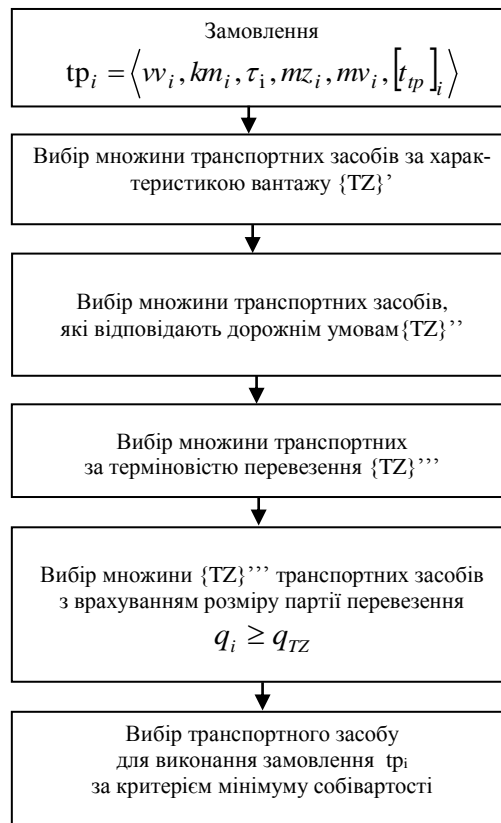 Замовлення
tpᵢ = ⟨vvᵢ, kmᵢ, τᵢ, mzᵢ, mvᵢ, [t_tp]ᵢ⟩
Вибір множини транспортних засобів за харак-
теристикою вантажу {TZ}’
Вибір множини транспортних засобів,
які відповідають дорожнім умовам{TZ}’’
Вибір множини транспортних
за терміновістю перевезення {TZ}’’’
Вибір множини {TZ}’’’ транспортних засобів
з врахуванням розміру партії перевезення
qᵢ ≥ q_TZ
Вибір транспортного засобу
для виконання замовлення tpᵢ
за критерієм мінімуму собівартості